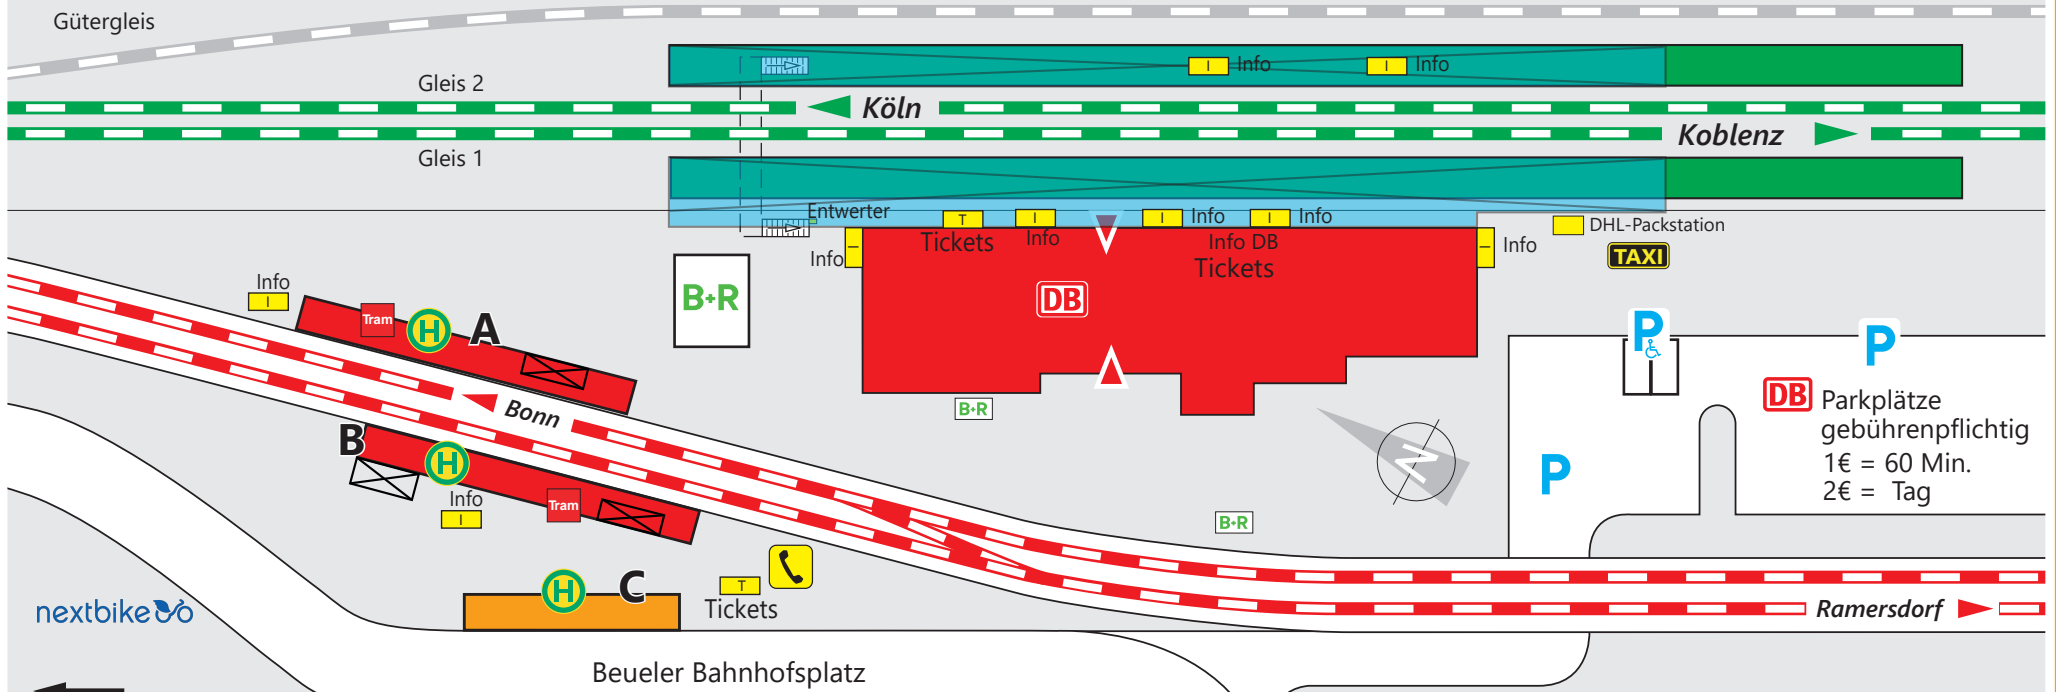 Gütergleis
Gleis 2
I Info
I Info
Köln
Koblenz
Gleis 1
Entwerter
T
Tickets
I
Info
I Info
I Info
Info DB
Tickets
I
Info
I
Info
DHL-Packstation
TAXI
Info
I
Tram
H
A
B+R
DB
P
P
DB Parkplätze
gebührenpflichtig
1€ = 60 Min.
2€ = Tag
P
Bonn
B+R
N
B
H
Info
I
Tram
B+R
H
C
T
Tickets
nextbike
Ramersdorf
Beueler Bahnhofsplatz